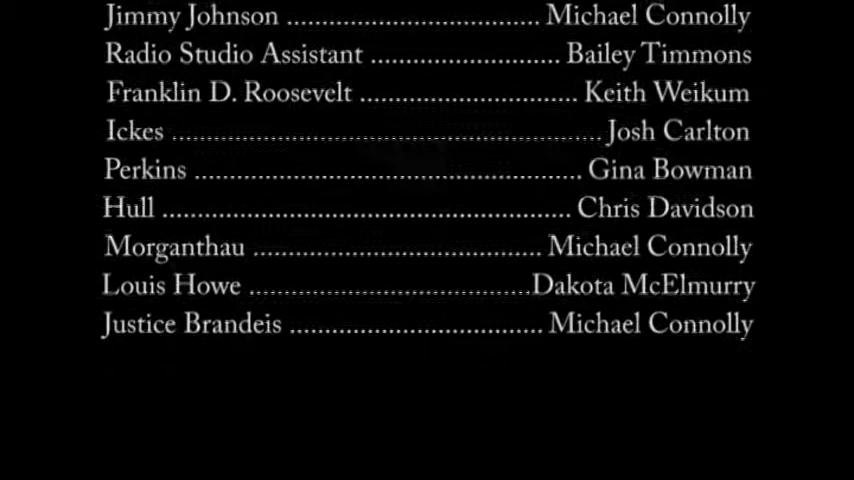 Jimmy Johnson .................................... Michael Connolly
Radio Studio Assistant ........................... Bailey Timmons
Franklin D. Roosevelt ............................... Keith Weikum
Ickes ............................................................. Josh Carlton
Perkins ....................................................... Gina Bowman
Hull .......................................................... Chris Davidson
Morganthau ......................................... Michael Connolly
Louis Howe ........................................Dakota McElmurry
Justice Brandeis .................................... Michael Connolly